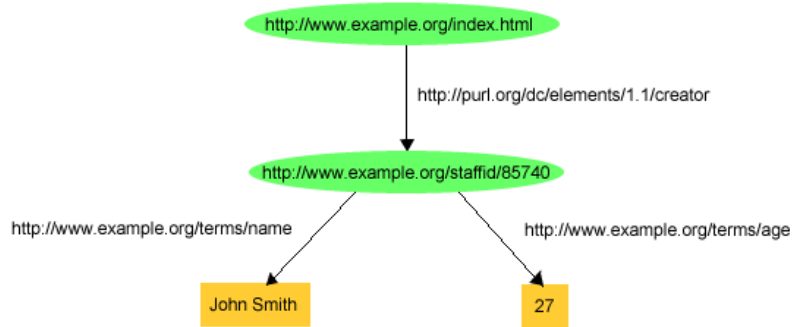 http://www.example.org/index.html
http://purl.org/dc/elements/1.1/creator
http://www.example.org/staffid/85740
http://www.example.org/terms/name
http://www.example.org/terms/age
John Smith
27